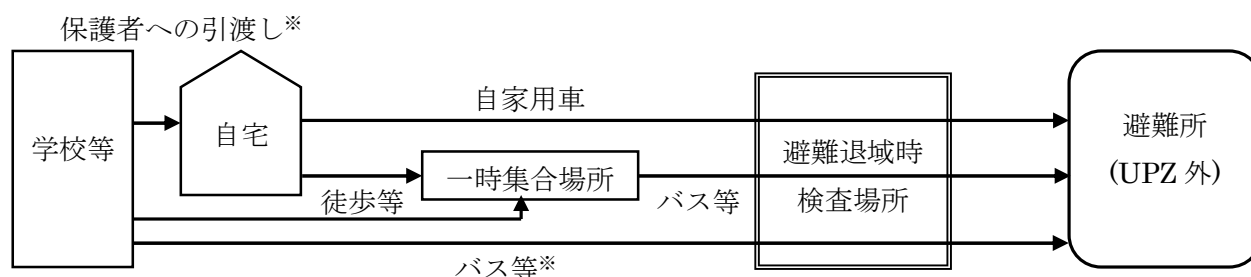 保護者への引渡し※
学校等
自宅
自家用車
一時集合場所
徒歩等
バス等
避難退域時
検査場所
避難所
(UPZ 外)
バス等※